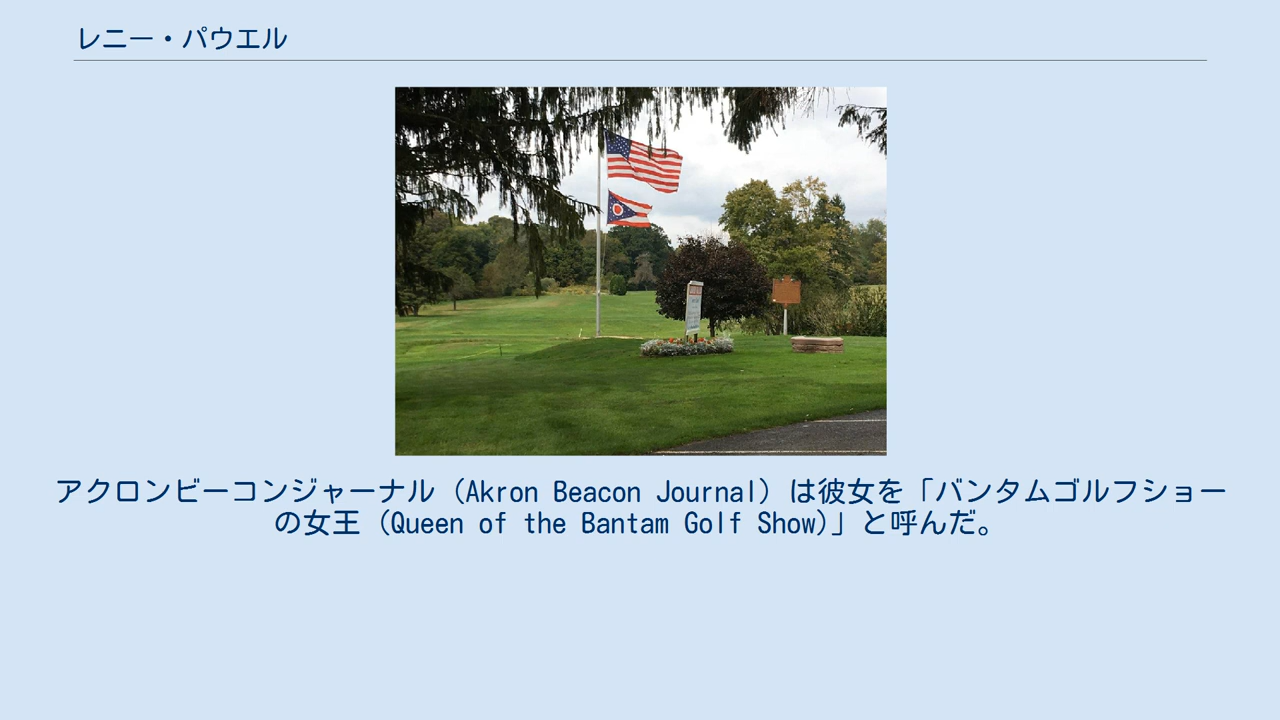 レニー・パウエル
アクロンビーコンジャーナル（Akron Beacon Journal）は彼女を「バンタムゴルフショー
の女王（Queen of the Bantam Golf Show)」と呼んだ。